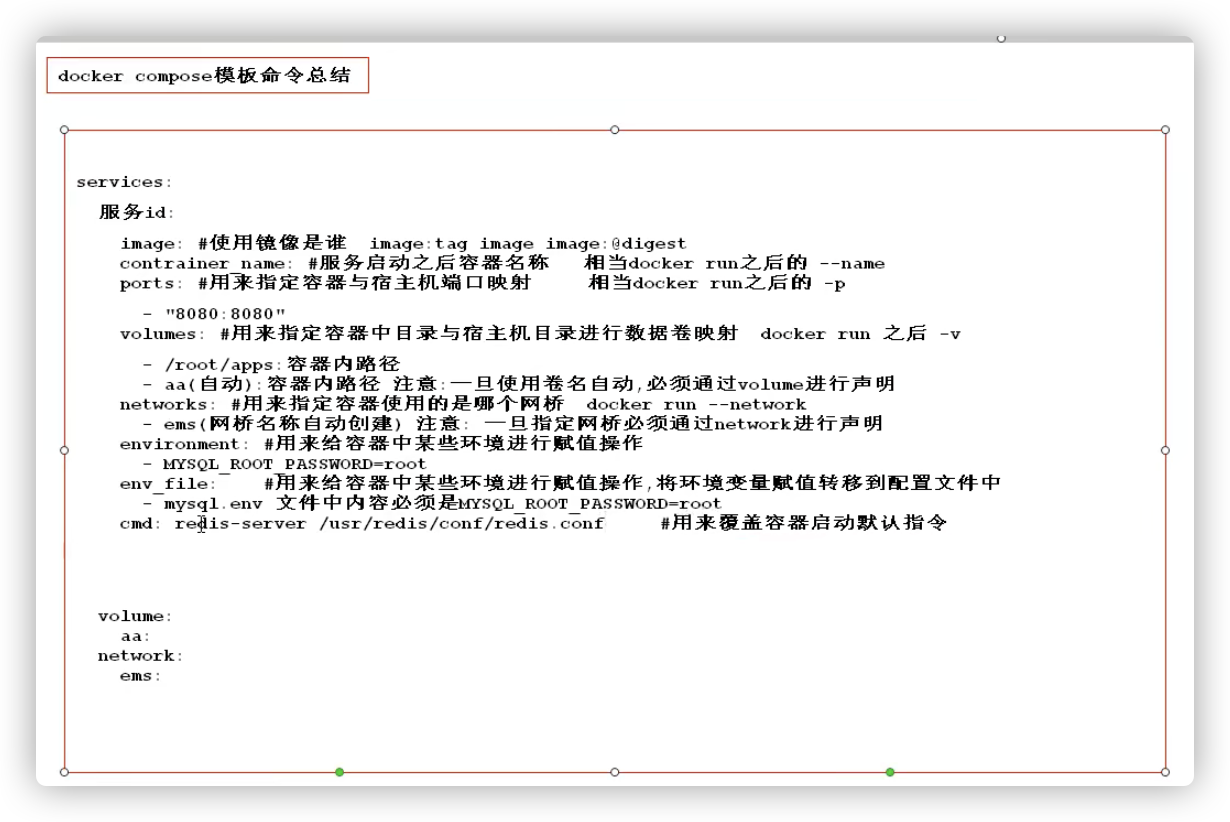 docker compose模板命令总结
services:
服务id:
image: #使用镜像是谁 image:tag image image:@digest
contrainer_name: #服务启动之后容器名称 相当docker run之后的 --name
ports: #用来指定容器与宿主机端口映射 相当docker run之后的 -p
- "8080:8080"
volumes: #用来指定容器中目录与宿主机目录进行数据卷映射 docker run 之后 -v
- /root/apps:容器内路径
- aa(自动):容器内路径 注意:一旦使用卷名自动,必须通过volume进行声明
networks: #用来指定容器使用的是哪个网桥 docker run --network
- ems(网桥名称自动创建) 注意: 一旦指定网桥必须通过network进行声明
environment: #用来给容器中某些环境进行赋值操作
- MYSQL_ROOT_PASSWORD=root
env_file: #用来给容器中某些环境进行赋值操作,将环境变量赋值转移到配置文件中
- mysql.env 文件中内容必须是MYSQL_ROOT_PASSWORD=root
cmd: redis-server /usr/redis/conf/redis.conf #用来覆盖容器启动默认指令
volume:
aa:
network:
ems: